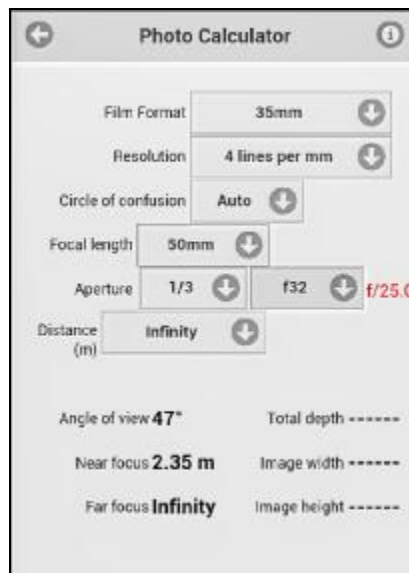 Photo Calculator
Film Format 35mm
Resolution 4 lines per mm
Circle of confusion Auto
Focal length 50mm
Aperture 1/3 f32 f/25.0
Distance (m) Infinity
Angle of view 47° Total depth ------
Near focus 2.35 m Image width ------
Far focus Infinity Image height ------